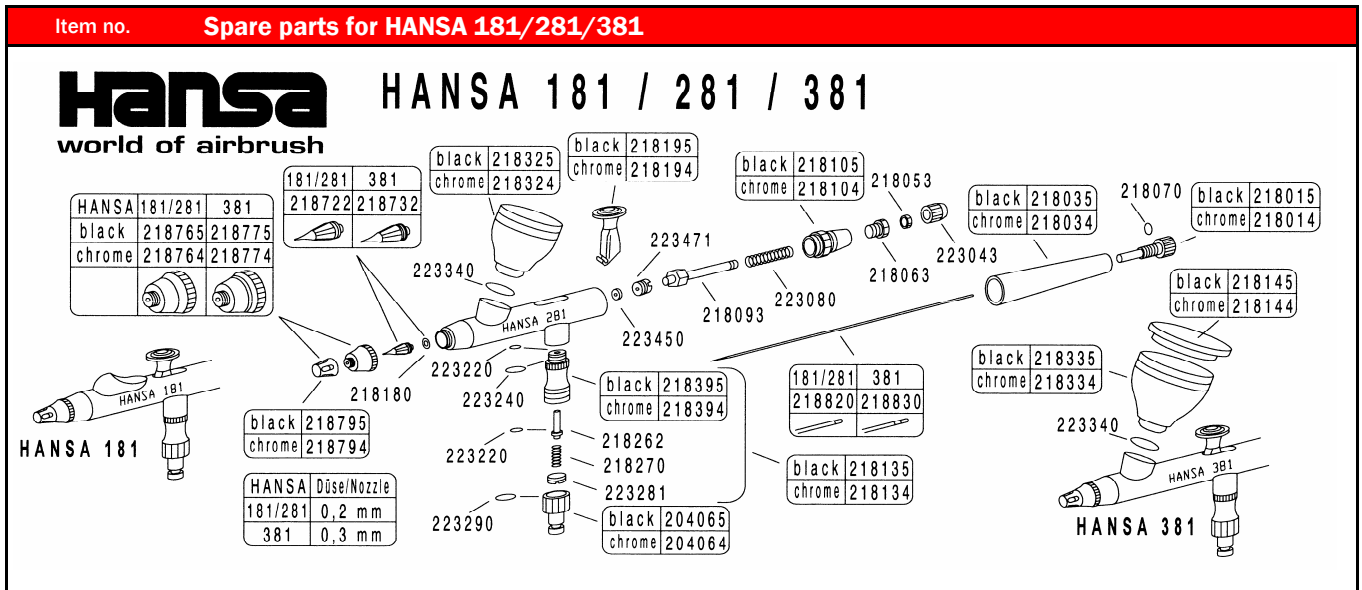 Item no. Spare parts for HANSA 181/281/381
Hansa
world of airbrush
HANSA 181 / 281 / 381
black 218195
chrome 218194
black 218325
chrome 218324
black 218105
chrome 218104
218053
181/281 381
218722 218732
HANSA 181/281 381
black 218765 218775
chrome 218764 218774
black 218035
chrome 218034
218070
black 218015
chrome 218014
223471
223340
223043
218063
223080
218093
223450
HANSA 281
black 218145
chrome 218144
black 218335
chrome 218334
223220
223240
218180
black 218395
chrome 218394
181/281 381
218820 218830
HANSA 181
HANSA 181
black 218795
chrome 218794
223340
218262
223220
218270
223281
black 218135
chrome 218134
HANSA Düse/Nozzle
181/281 0,2 mm
381 0,3 mm
223290
black 204065
chrome 204064
HANSA 381
HANSA 381